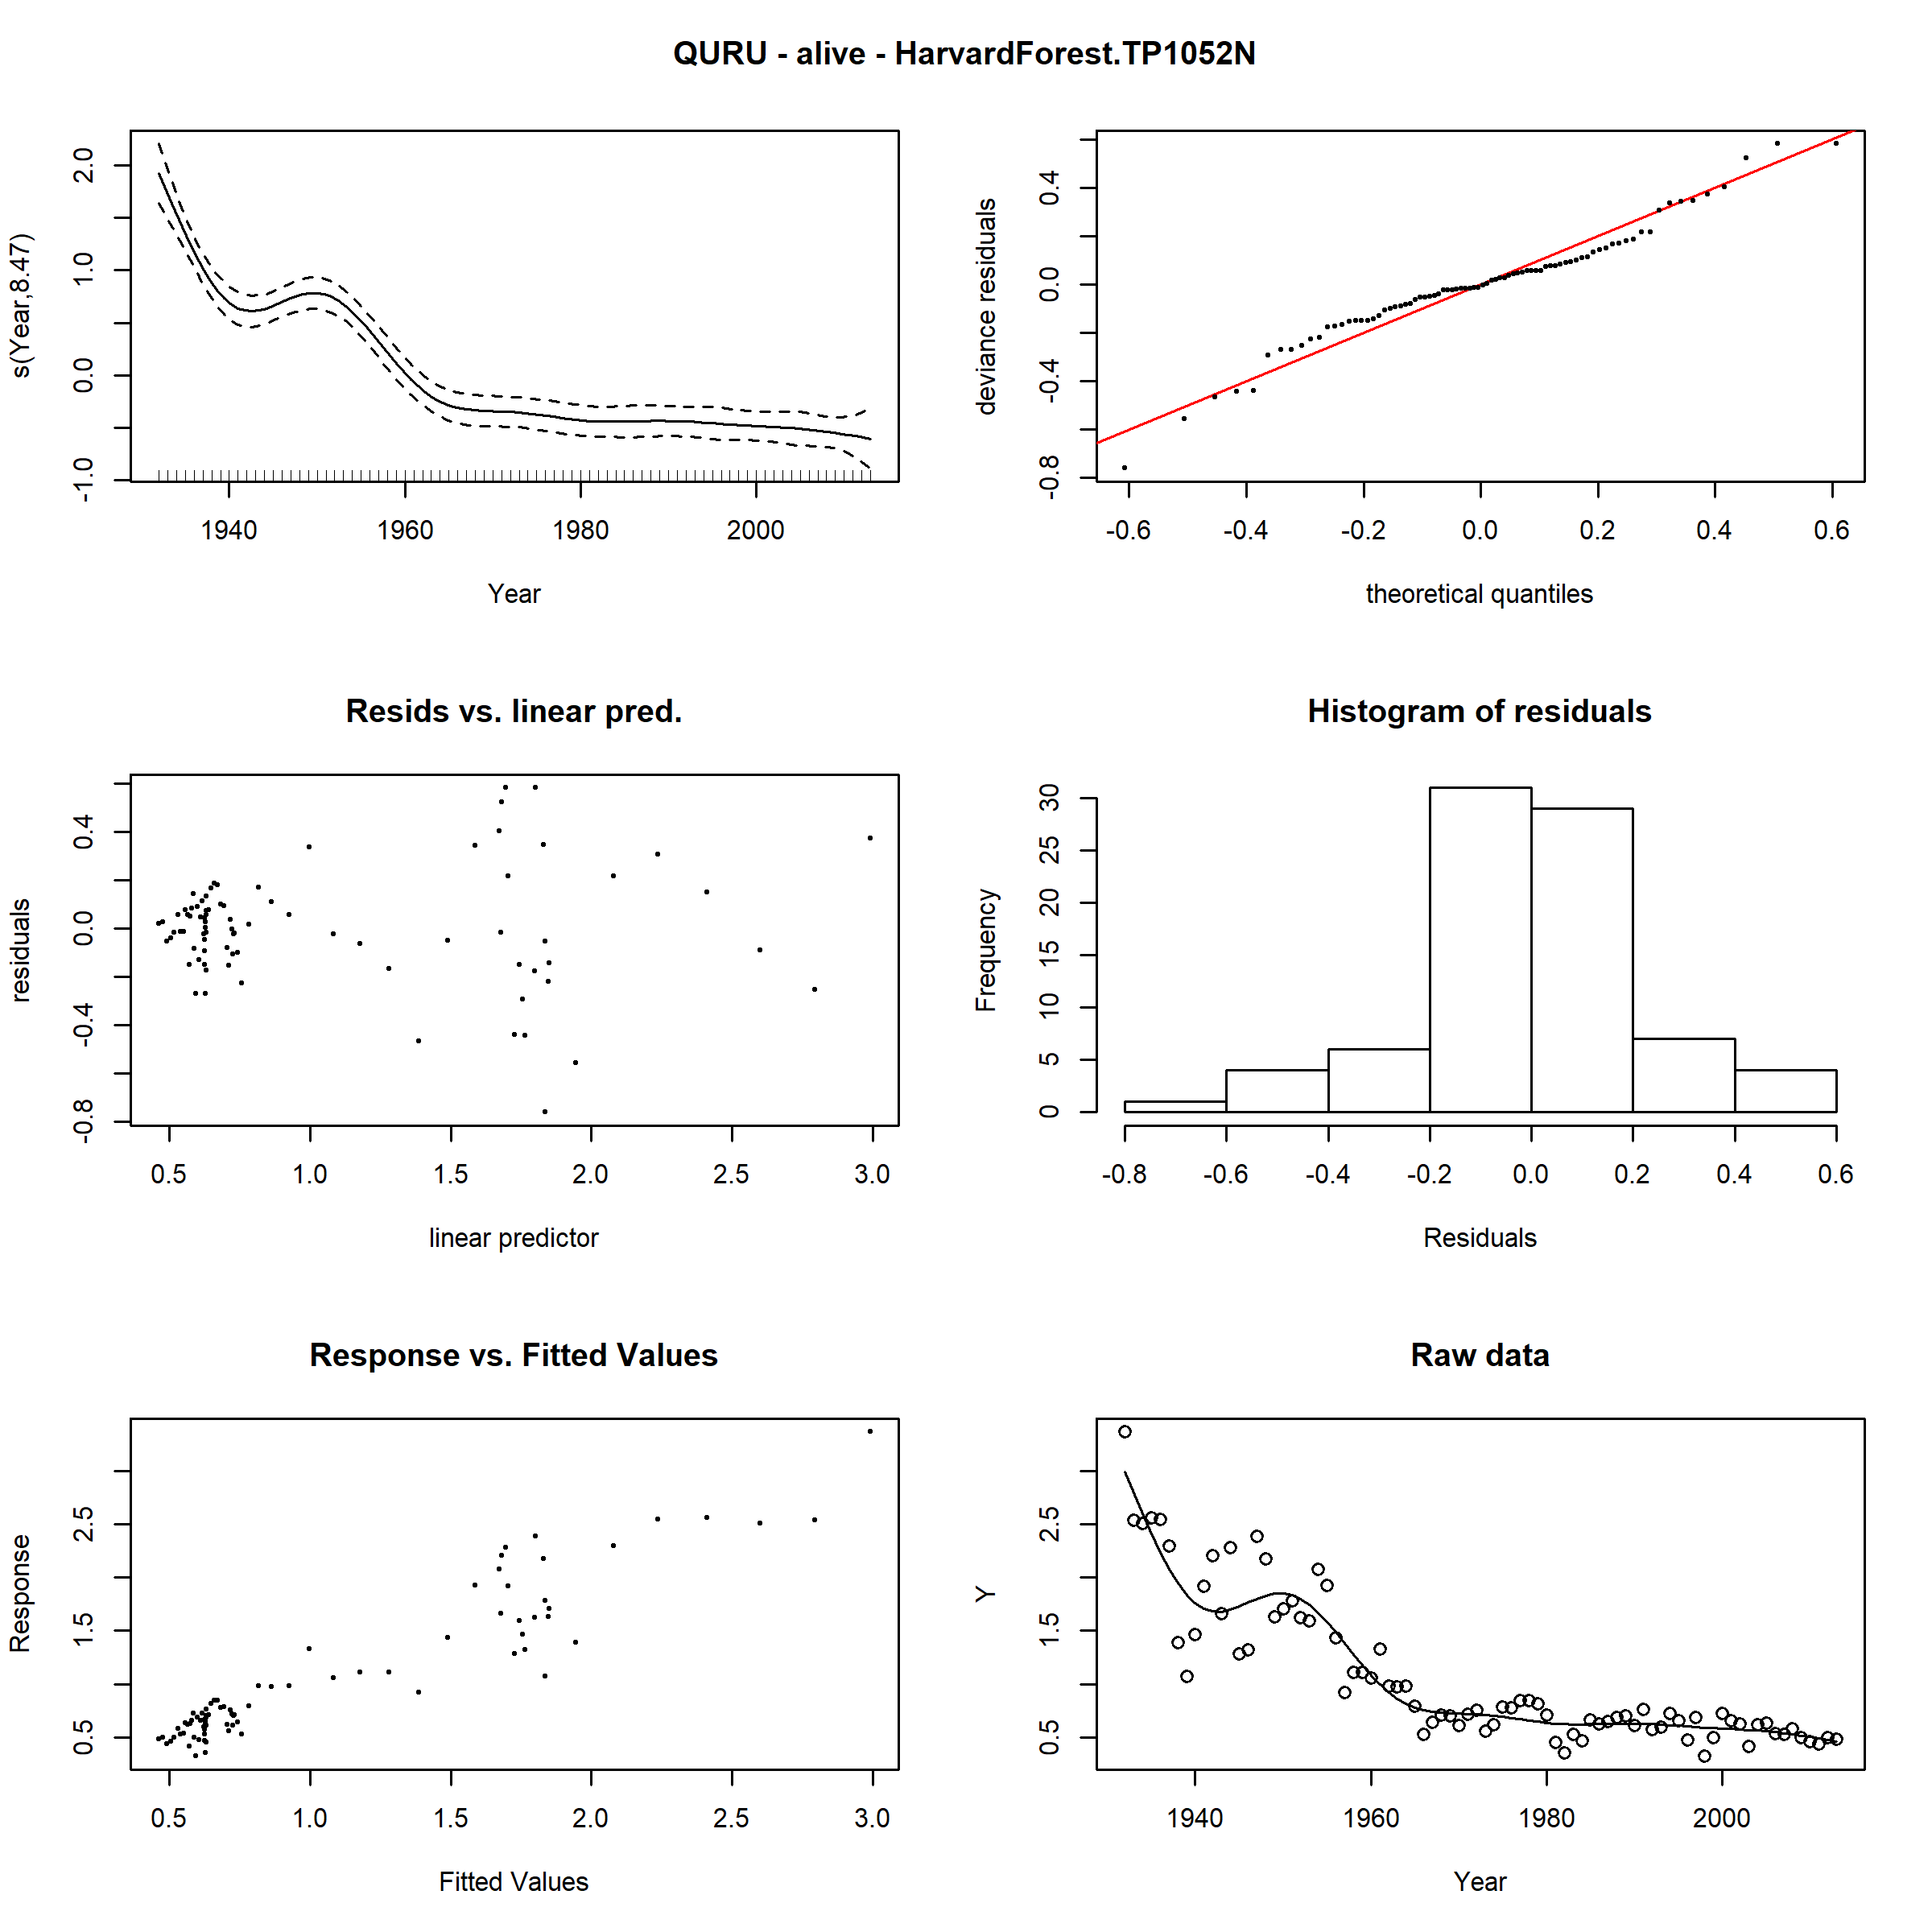 QURU - alive - HarvardForest.TP1052N
s(Year,8.47)
2.0
1.0
0.0
-1.0
1940 1960 1980 2000
Year
deviance residuals
0.4
0.0
-0.4
-0.8
-0.6 -0.4 -0.2 0.0 0.2 0.4 0.6
theoretical quantiles
Resids vs. linear pred.
residuals
0.4
0.0
-0.4
-0.8
0.5 1.0 1.5 2.0 2.5 3.0
linear predictor
Histogram of residuals
Frequency
30
25
20
15
10
5
0
-0.8 -0.6 -0.4 -0.2 0.0 0.2 0.4 0.6
Residuals
Response vs. Fitted Values
Response
2.5
1.5
0.5
0.5 1.0 1.5 2.0 2.5 3.0
Fitted Values
Raw data
Y
2.5
1.5
0.5
1940 1960 1980 2000
Year